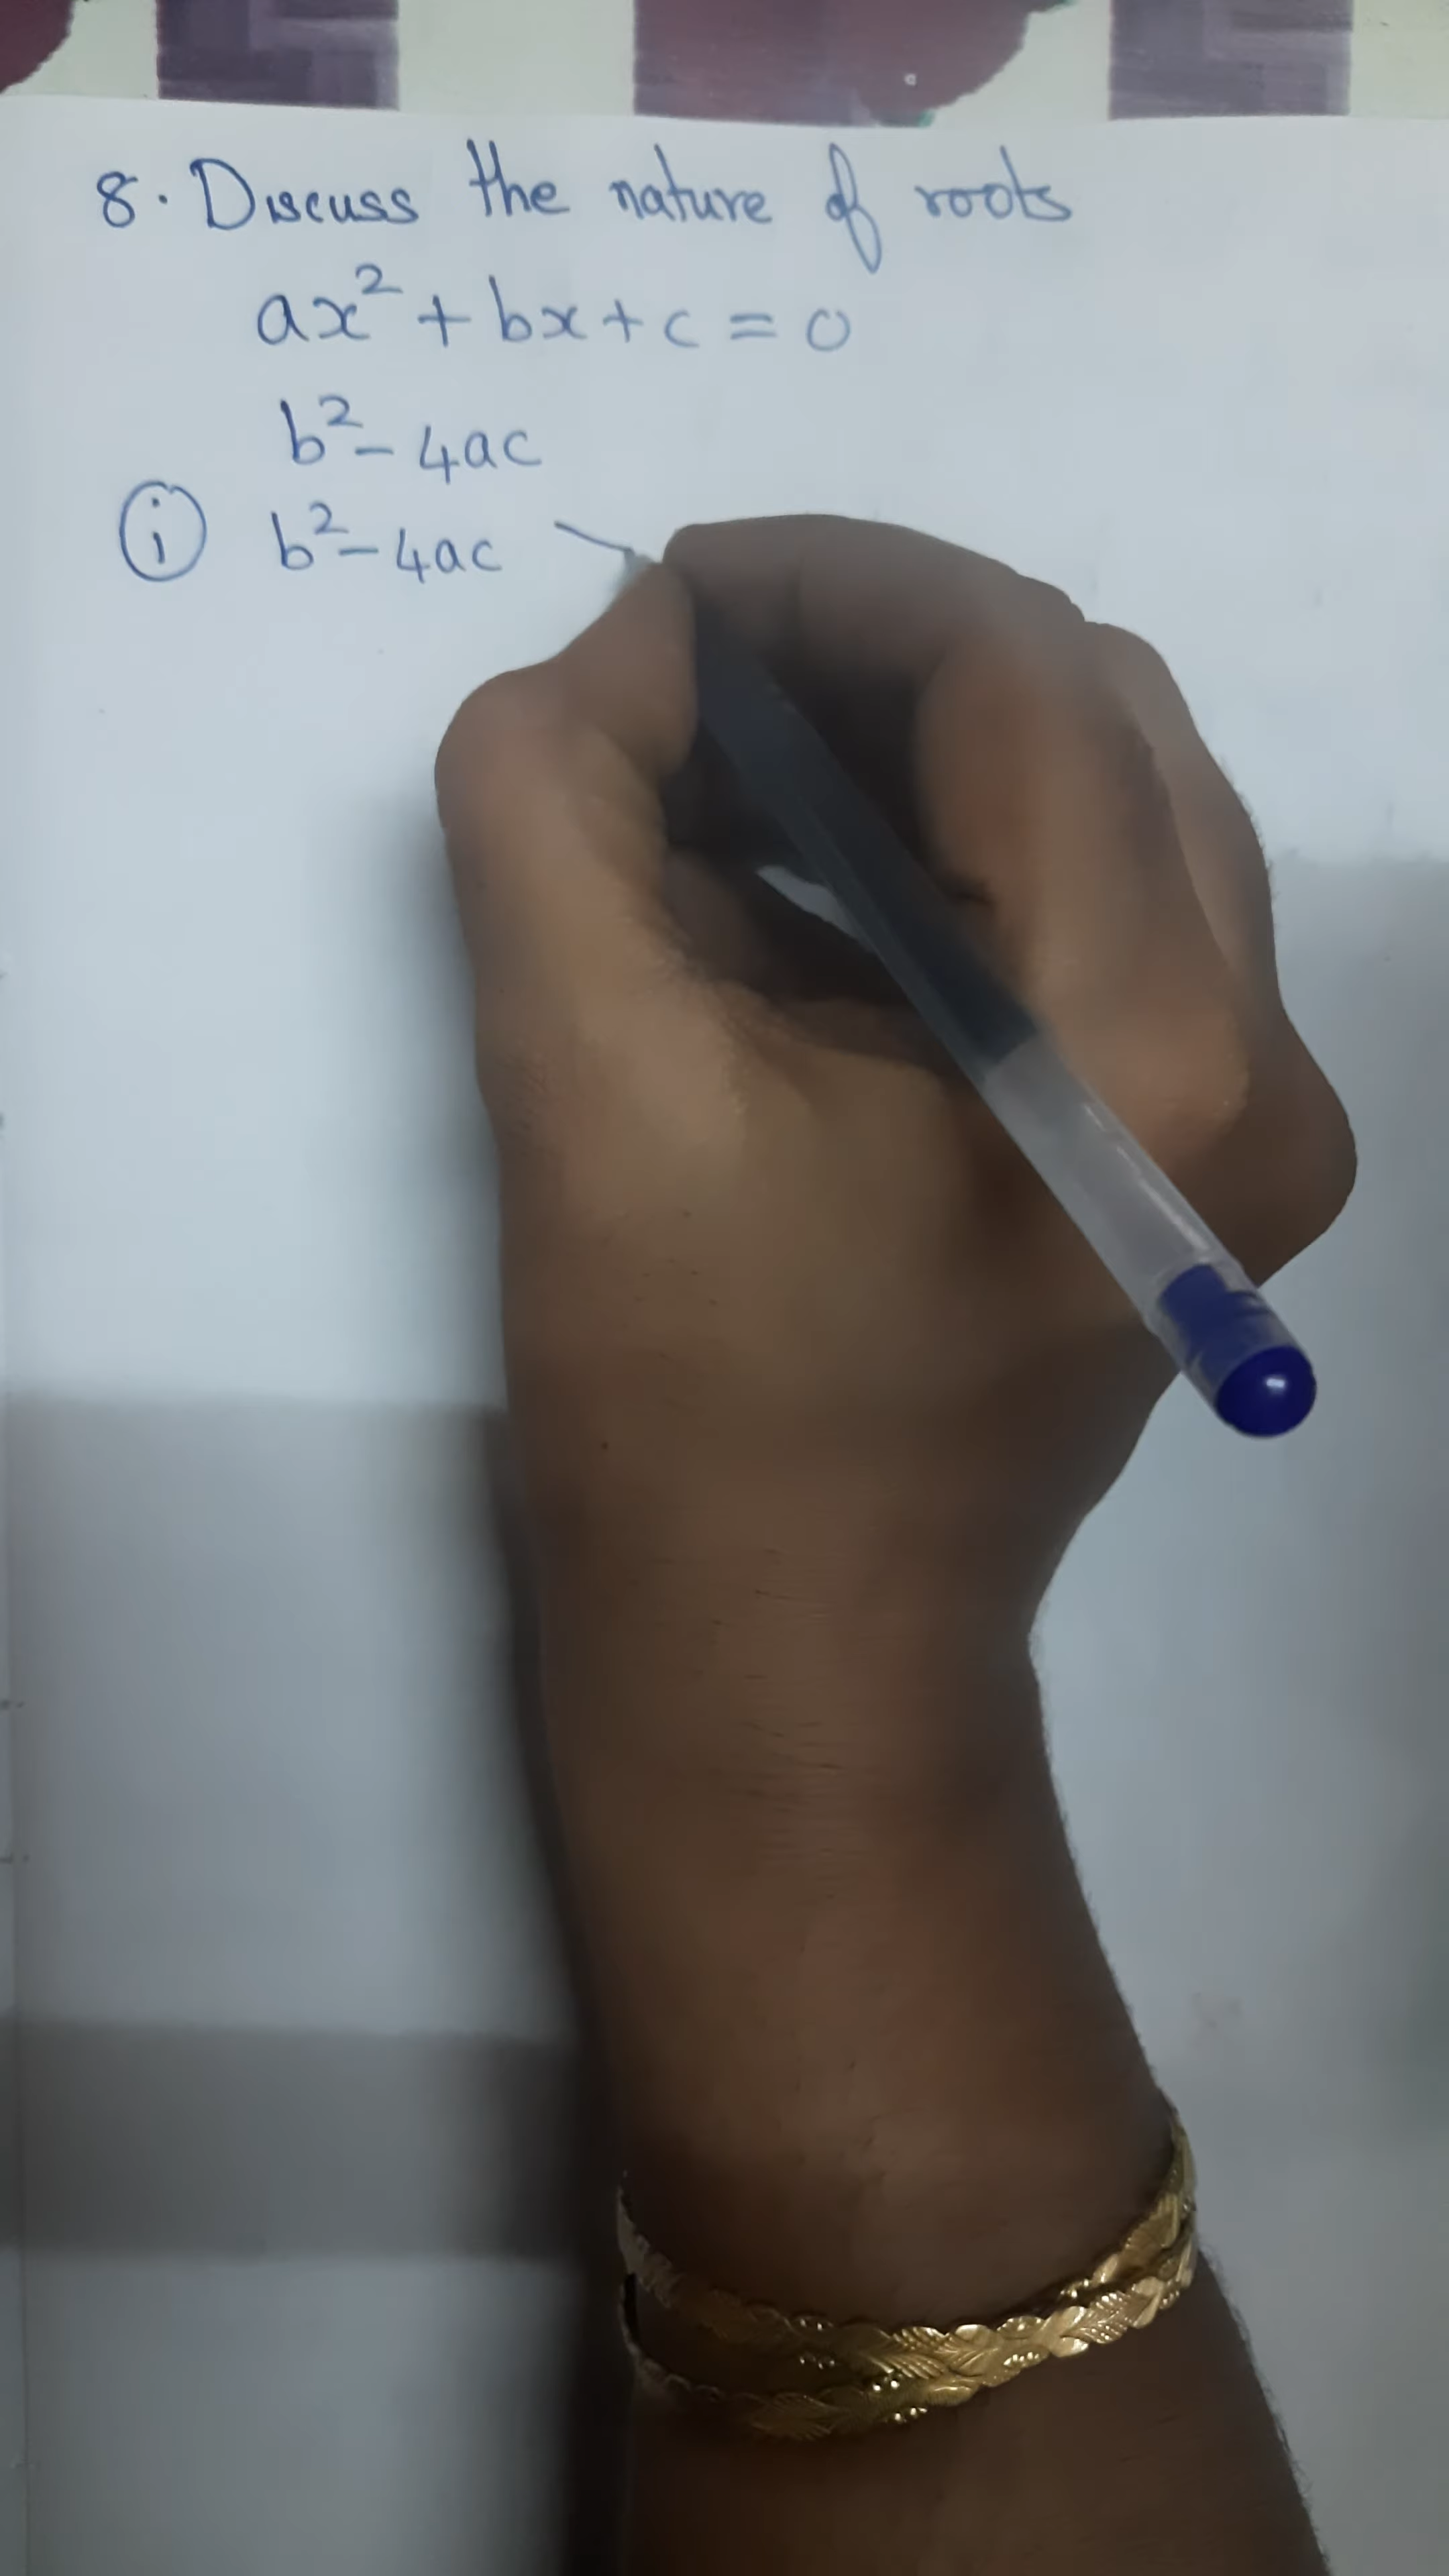 8. Discuss the nature of roots
ax² + bx + c = 0
b² - 4ac
(i) b² - 4ac